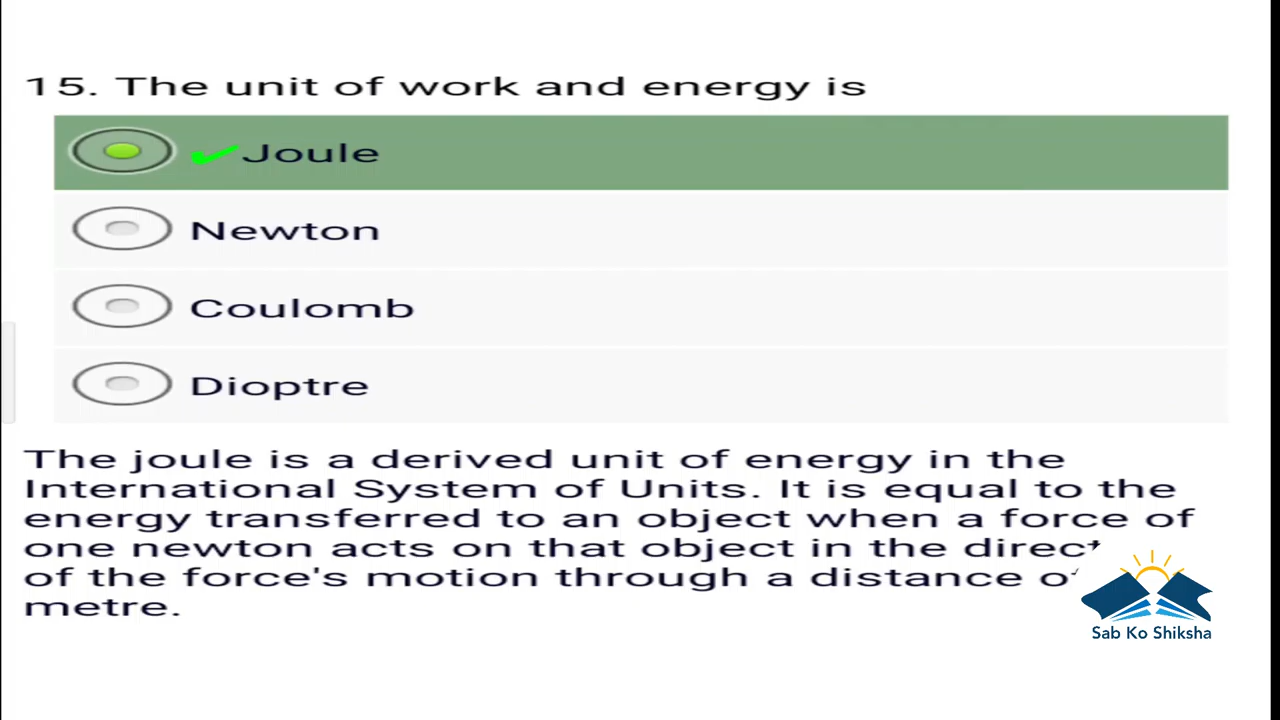 15. The unit of work and energy is
✔Joule
Newton
Coulomb
Dioptre
The joule is a derived unit of energy in the
International System of Units. It is equal to the
energy transferred to an object when a force of
one newton acts on that object in the
of the force's motion through a distance
metre.
Sab Ko Shiksha